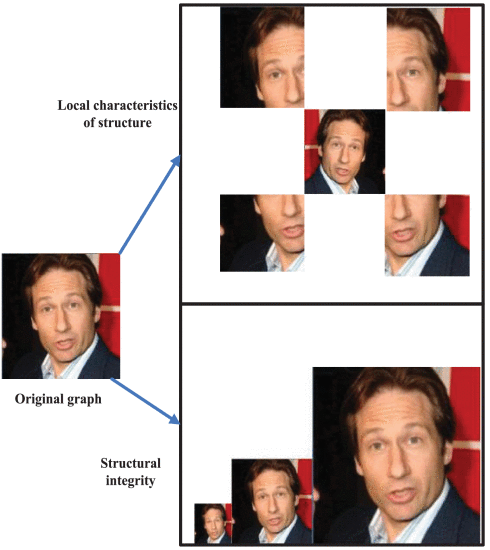 Local characteristics
of structure
Original graph
Structural
integrity